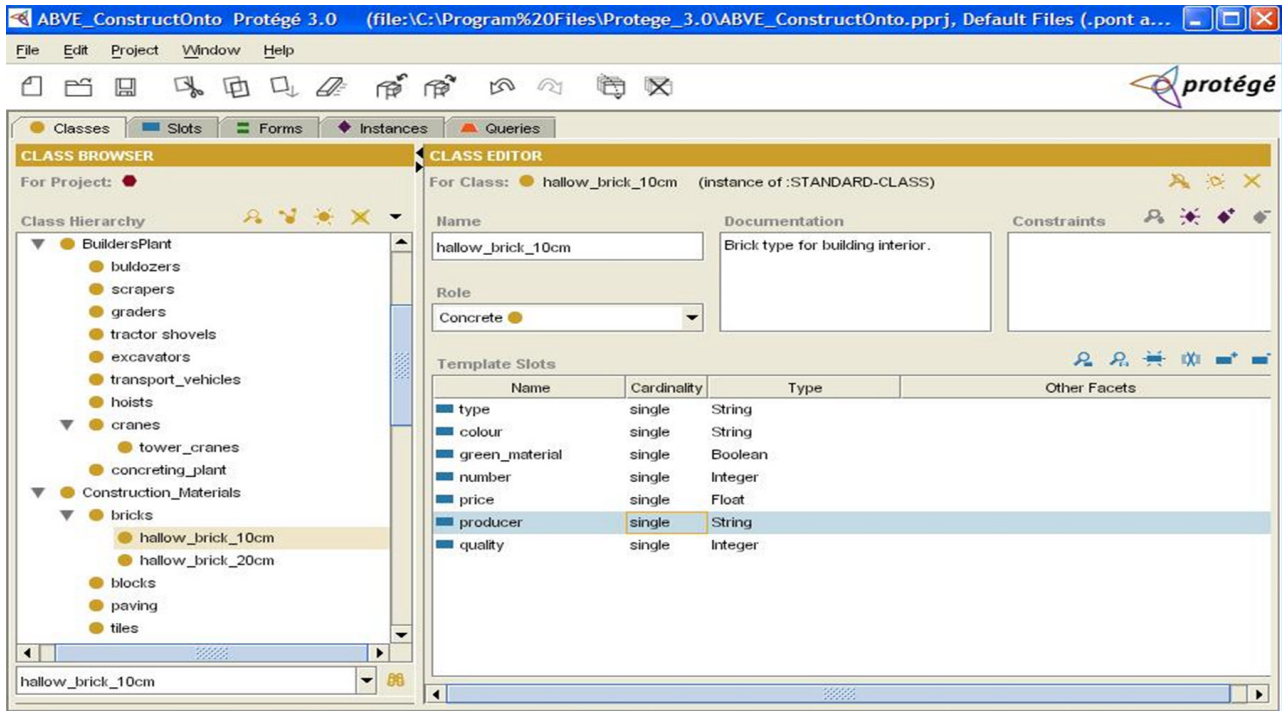 ABVE_ConstructOnto Protégé 3.0 (file:\C:\Program%20Files\Protege_3.0\ABVE_ConstructOnto.pprj, Default Files (.pont a...
File Edit Project Window Help
protégé
Classes Slots Forms Instances Queries
CLASS BROWSER
For Project:
Class Hierarchy
BuildersPlant
buldozers
scrapers
graders
tractor shovels
excavators
transport_vehicles
hoists
cranes
tower_cranes
concreting_plant
Construction_Materials
bricks
hallow_brick_10cm
hallow_brick_20cm
blocks
paving
tiles
hallow_brick_10cm
CLASS EDITOR
For Class: hallow_brick_10cm (instance of :STANDARD-CLASS)
Name Documentation Constraints
hallow_brick_10cm Brick type for building interior.
Role
Concrete
Template Slots
Name Cardinality Type Other Facets
type single String
colour single String
green_material single Boolean
number single Integer
price single Float
producer single String
quality single Integer